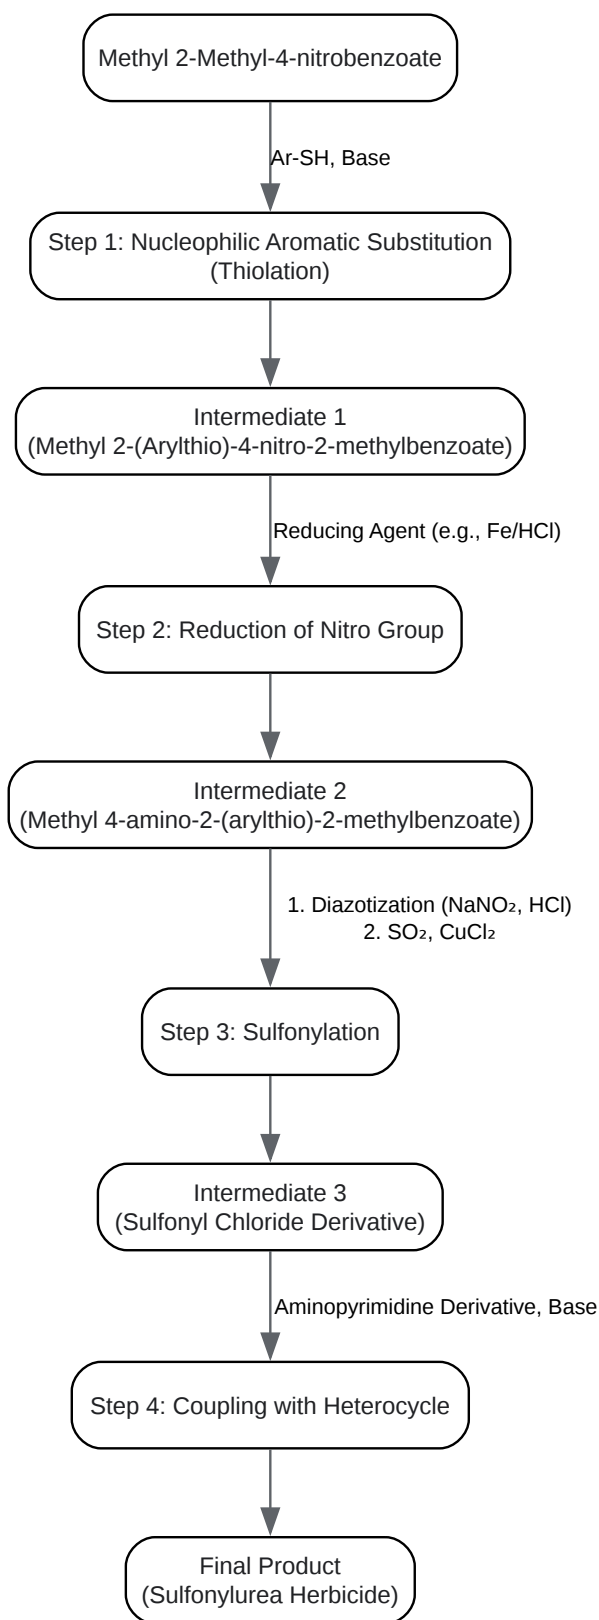 Methyl 2-Methyl-4-nitrobenzoate
Ar-SH, Base
Step 1: Nucleophilic Aromatic Substitution
(Thiolation)
Intermediate 1
(Methyl 2-(Arylthio)-4-nitro-2-methylbenzoate)
Reducing Agent (e.g., Fe/HCl)
Step 2: Reduction of Nitro Group
Intermediate 2
(Methyl 4-amino-2-(arylthio)-2-methylbenzoate)
1. Diazotization (NaNO₂, HCl)
2. SO₂, CuCl₂
Step 3: Sulfonylation
Intermediate 3
(Sulfonyl Chloride Derivative)
Aminopyrimidine Derivative, Base
Step 4: Coupling with Heterocycle
Final Product
(Sulfonylurea Herbicide)